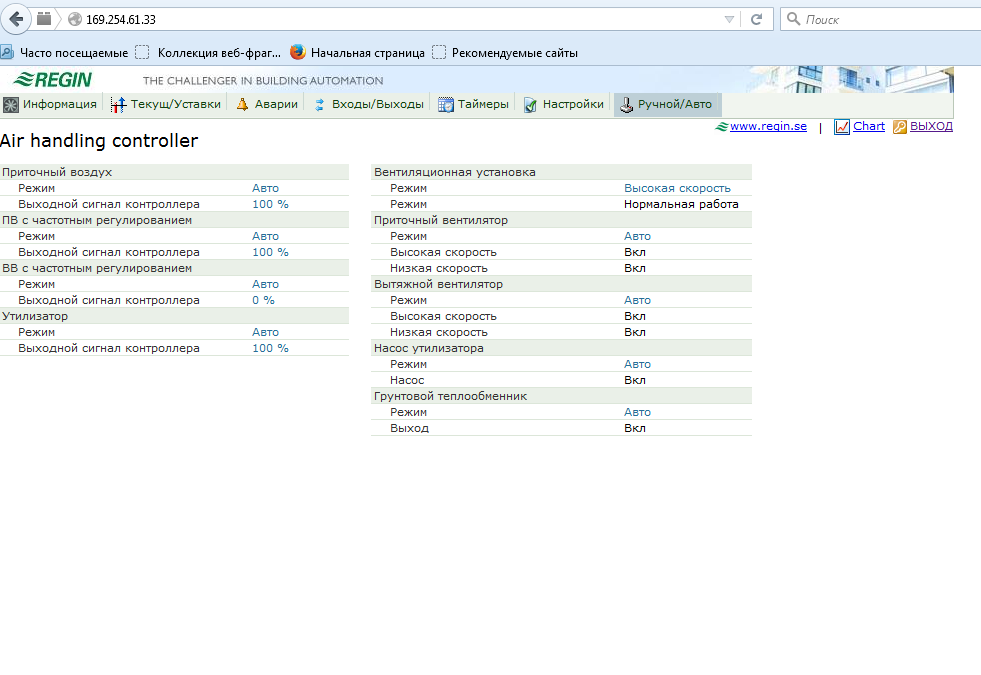 169.254.61.33
Поиск
Часто посещаемые Коллекция веб-фраг... Начальная страница Рекомендуемые сайты
REGIN THE CHALLENGER IN BUILDING AUTOMATION
Информация Текущ/Уставки Аварии Входы/Выходы Таймеры Настройки Ручной/Авто
www.regin.se | Chart ВЫХОД
Air handling controller
Приточный воздух
Режим Авто
Выходной сигнал контроллера 100 %
ПВ с частотным регулированием
Режим Авто
Выходной сигнал контроллера 100 %
ВВ с частотным регулированием
Режим Авто
Выходной сигнал контроллера 0 %
Утилизатор
Режим Авто
Выходной сигнал контроллера 100 %
Вентиляционная установка
Режим Высокая скорость
Режим Нормальная работа
Приточный вентилятор
Режим Авто
Высокая скорость Вкл
Низкая скорость Вкл
Вытяжной вентилятор
Режим Авто
Высокая скорость Вкл
Низкая скорость Вкл
Насос утилизатора
Режим Авто
Насос Вкл
Грунтовой теплообменник
Режим Авто
Выход Вкл